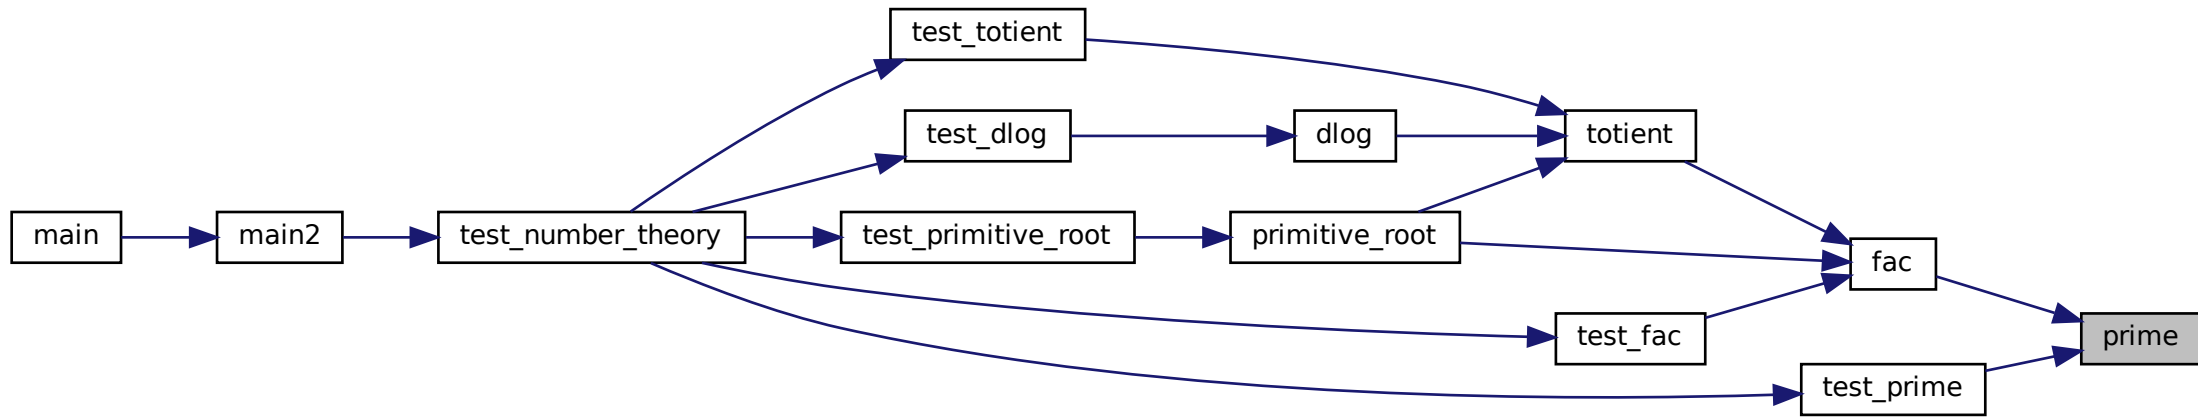 test_totient
test_dlog
dlog
totient
main
main2
test_number_theory
test_primitive_root
primitive_root
fac
test_fac
prime
test_prime